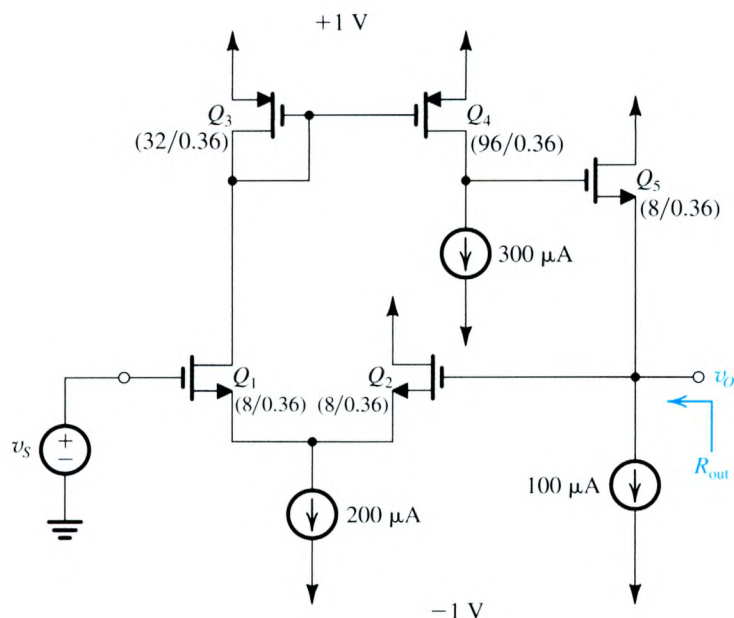 +1 V
Q3
(32/0.36)
Q4
(96/0.36)
Q5
(8/0.36)
300 μA
Q1
(8/0.36)
Q2
(8/0.36)
vO
vS
+
−
Rout
200 μA
100 μA
−1 V